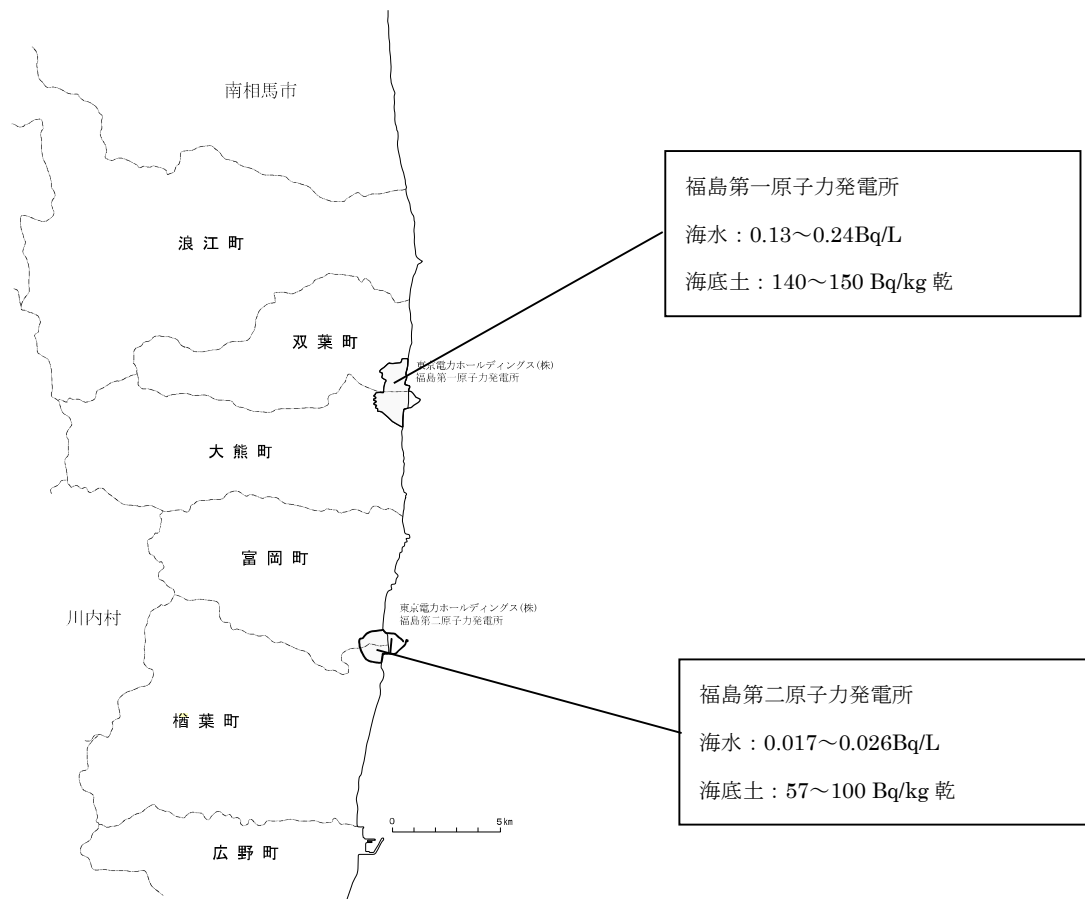 南相馬市
福島第一原子力発電所
海水：0.13～0.24Bq/L
海底土：140～150 Bq/kg 乾
浪江町
双葉町
東京電力ホールディングス(株)
福島第一原子力発電所
大熊町
富岡町
東京電力ホールディングス(株)
福島第二原子力発電所
川内村
福島第二原子力発電所
海水：0.017～0.026Bq/L
海底土：57～100 Bq/kg 乾
楢葉町
0 5km
広野町